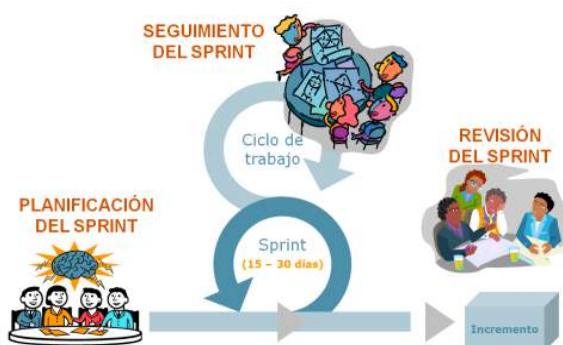 SEGUIMIENTO
DEL SPRINT
Ciclo de
trabajo
REVISIÓN
DEL SPRINT
PLANIFICACIÓN
DEL SPRINT
Sprint
(15 – 30 días)
Incremento